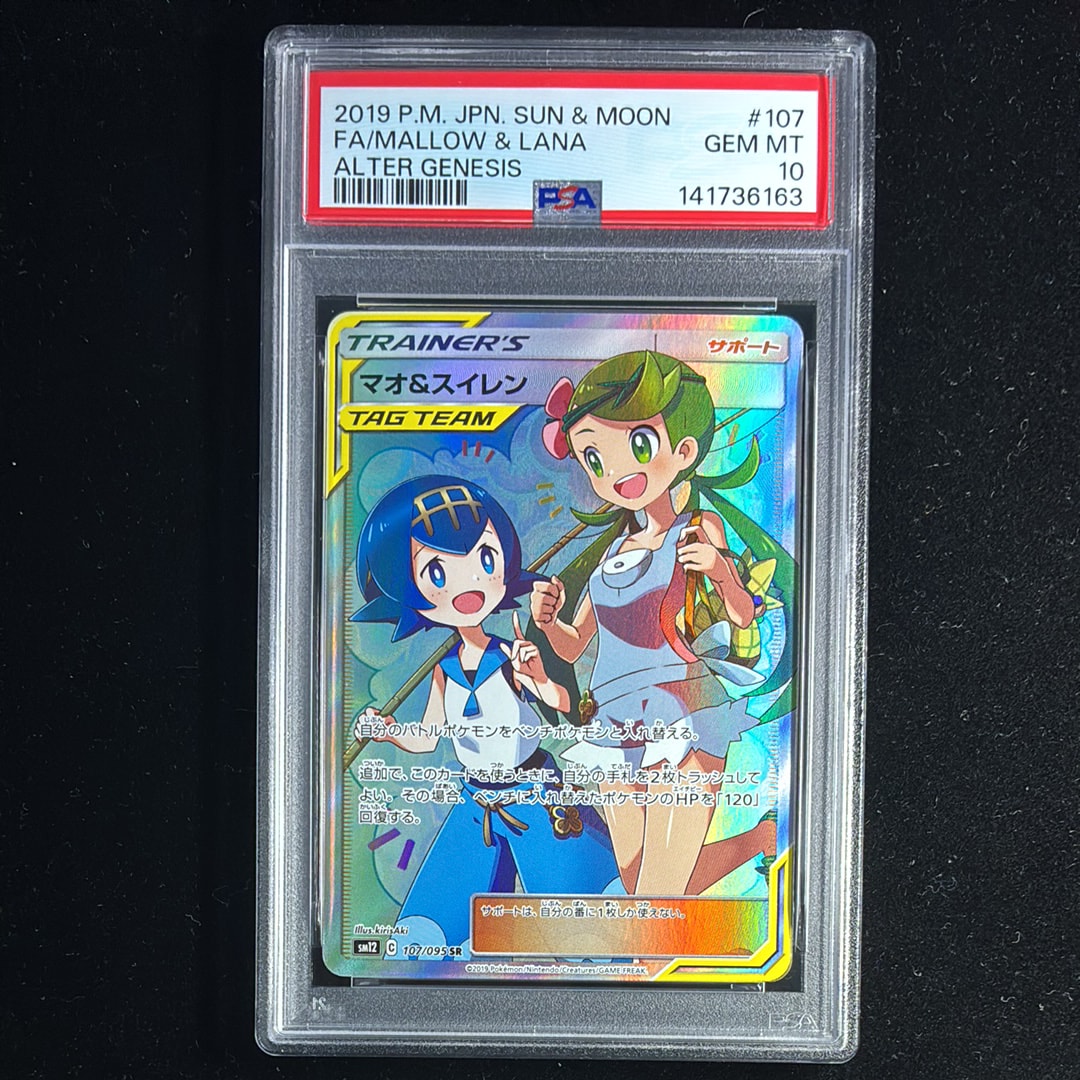 2019 P.M. JPN. SUN & MOON #107
FA/MALLOW & LANA GEM MT
ALTER GENESIS 10
PSA 141736163
TRAINER'S サポート
マオ&スイレン
TAG TEAM
自分のバトルポケモンをベンチポケモンと入れ替える。
追加で、このカードを使うときに、自分の手札を2枚トラッシュして
よい。その場合、ベンチに入れ替えたポケモンのHPを「120」
回復する。
サポートは、自分の番に1枚しか使えない。
Illus.kirisAki
sm12 C 107/095 SR
©2019 Pokémon/Nintendo/Creatures/GAME FREAK.
PSA